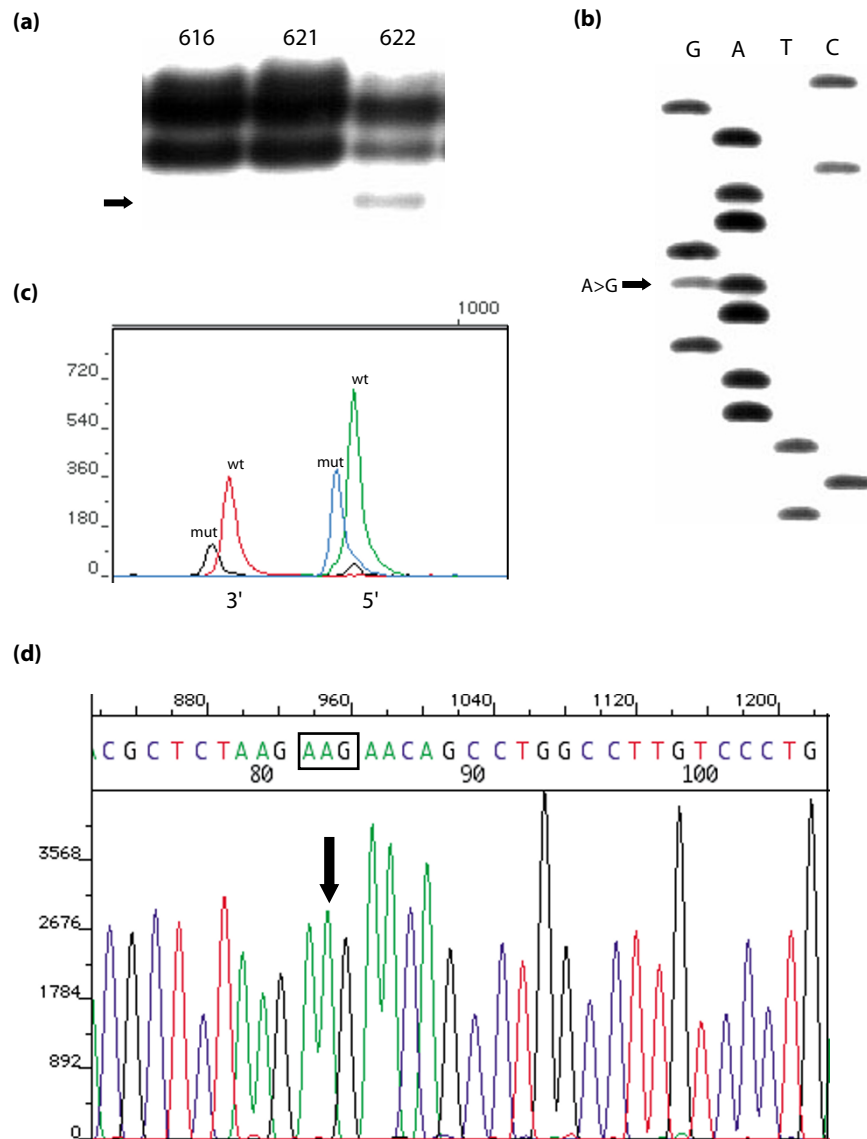 (a)
616 621 622
(b)
G A T C
A>G
(c)
1000
720
540
360
180
0
mut
wt
mut
wt
3' 5'
(d)
880 960 1040 1120 1200
ACGCTCTAAGAAGAACAGCCTGGCCTTGTCCCTG
80 90 100
3568
2676
1784
892
0